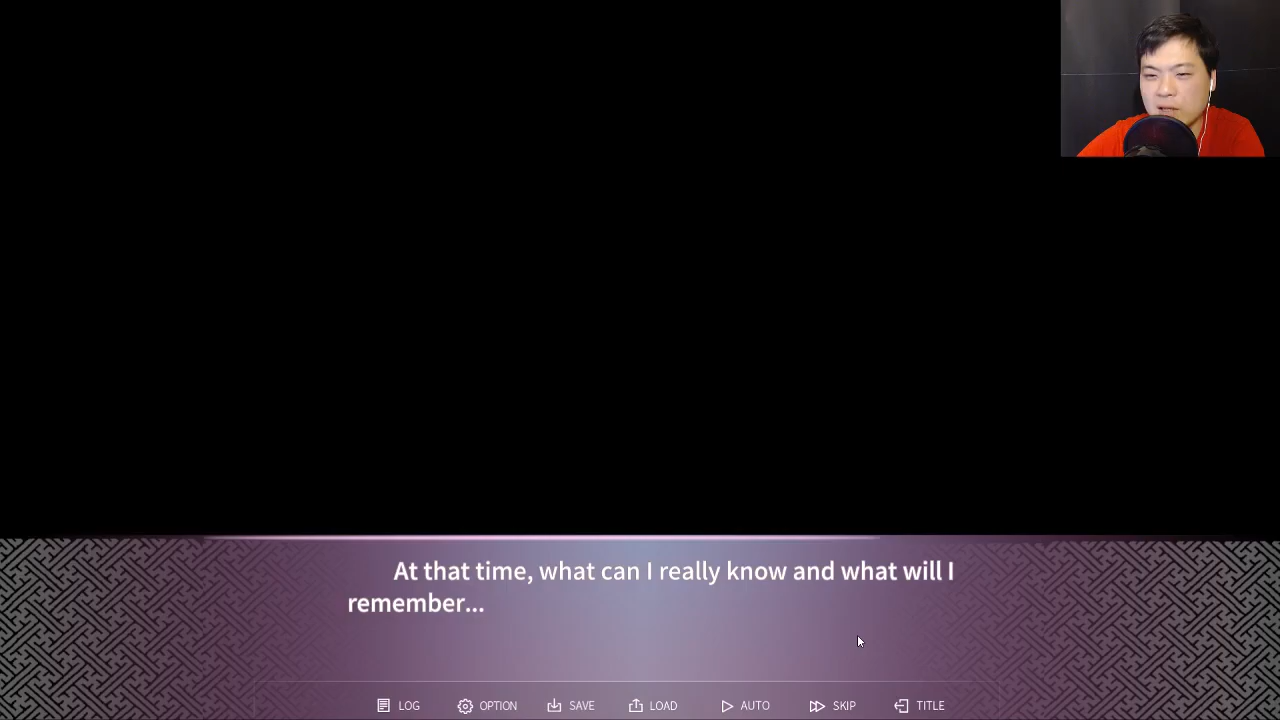 At that time, what can I really know and what will I
remember...
LOG OPTION SAVE LOAD AUTO SKIP TITLE